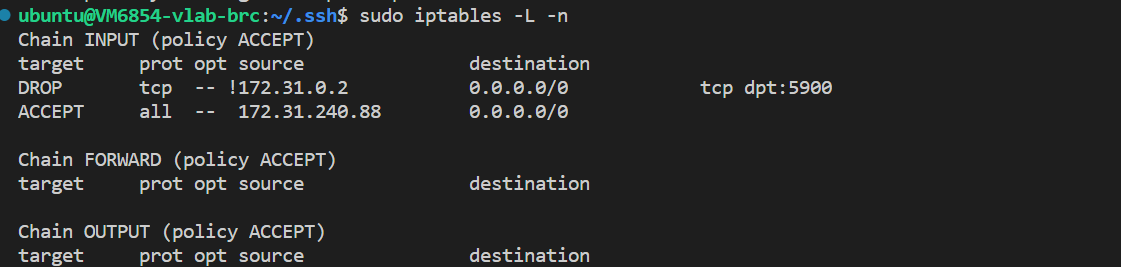 ubuntu@VM6854-vlab-brc:~/.ssh$ sudo iptables -L -n
Chain INPUT (policy ACCEPT)
target     prot opt source               destination
DROP       tcp  -- !172.31.0.2           0.0.0.0/0            tcp dpt:5900
ACCEPT     all  --  172.31.240.88        0.0.0.0/0
Chain FORWARD (policy ACCEPT)
target     prot opt source               destination
Chain OUTPUT (policy ACCEPT)
target     prot opt source               destination